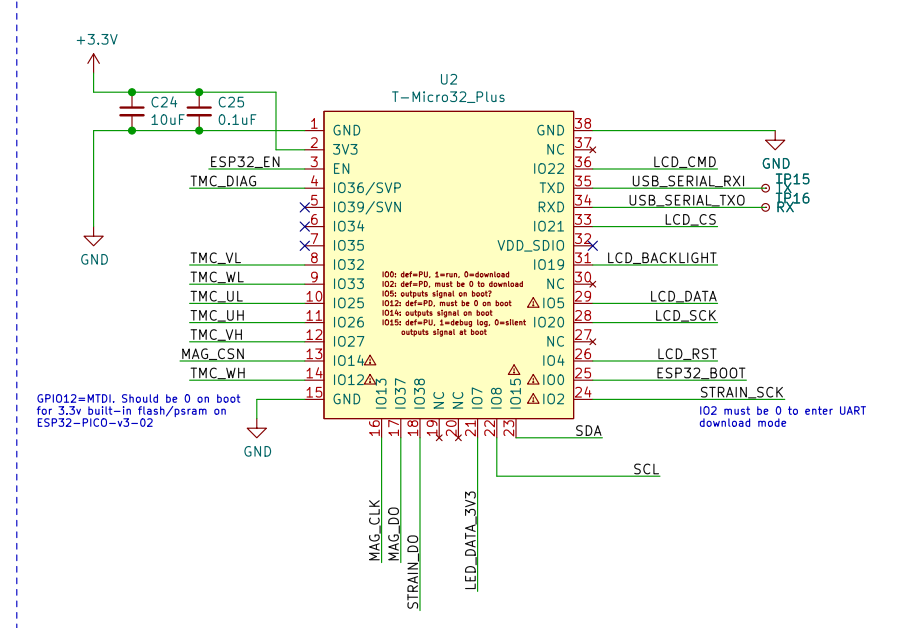 +3.3V
C24
10uF
C25
0.1uF
GND
U2
T-Micro32_Plus
1 GND
2 3V3
ESP32_EN 3 EN
TMC_DIAG 4 IO36/SVP
5 IO39/SVN
6 IO34
7 IO35
TMC_VL 8 IO32
TMC_WL 9 IO33
TMC_UL 10 IO25
TMC_UH 11 IO26
TMC_VH 12 IO27
MAG_CSN 13 IO14
TMC_WH 14 IO12
15 GND
GND
GPIO12=MTDI. Should be 0 on boot
for 3.3v built-in flash/psram on
ESP32-PICO-v3-02
IO0: def=PU, 1=run, 0=download
IO2: def=PD, must be 0 to download
IO5: outputs signal on boot?
IO12: def=PD, must be 0 on boot
IO14: outputs signal on boot
IO15: def=PU, 1=debug log, 0=silent
outputs signal at boot
GND 38
NC 37
IO22 36 LCD_CMD
TXD 35 USB_SERIAL_RXI
RXD 34 USB_SERIAL_TXO
IO21 33 LCD_CS
VDD_SDIO 32
IO19 31 LCD_BACKLIGHT
NC 30
IO5 29 LCD_DATA
IO20 28 LCD_SCK
NC 27
IO4 26 LCD_RST
IO0 25 ESP32_BOOT
IO2 24 STRAIN_SCK
GND
TP15
TX
TP16
RX
IO2 must be 0 to enter UART
download mode
IO13 16 MAG_CLK
IO37 17 MAG_DO
IO38 18 STRAIN_DO
NC 19
NC 20
IO7 21 LED_DATA_3V3
IO8 22 SCL
IO15 23 SDA